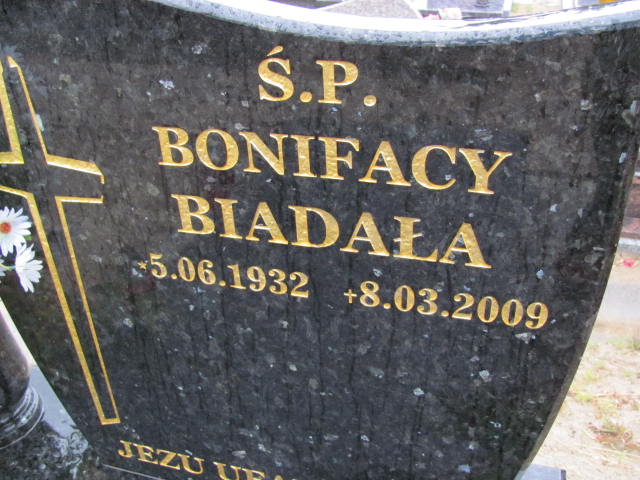 Ś.P.
BONIFACY
BIADAŁA
*5.06.1932 +8.03.2009
JEZU